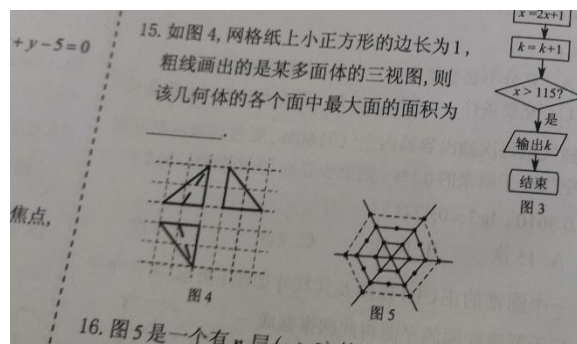 +y-5=0
15. 如图4,网格纸上小正方形的边长为1,
粗线画出的是某多面体的三视图,则
该几何体的各个面中最大面的面积为
图4
图5
x=2x+1
k=k+1
x>115?
是
输出k
结束
图3
焦点,
16. 图5是一个有n层